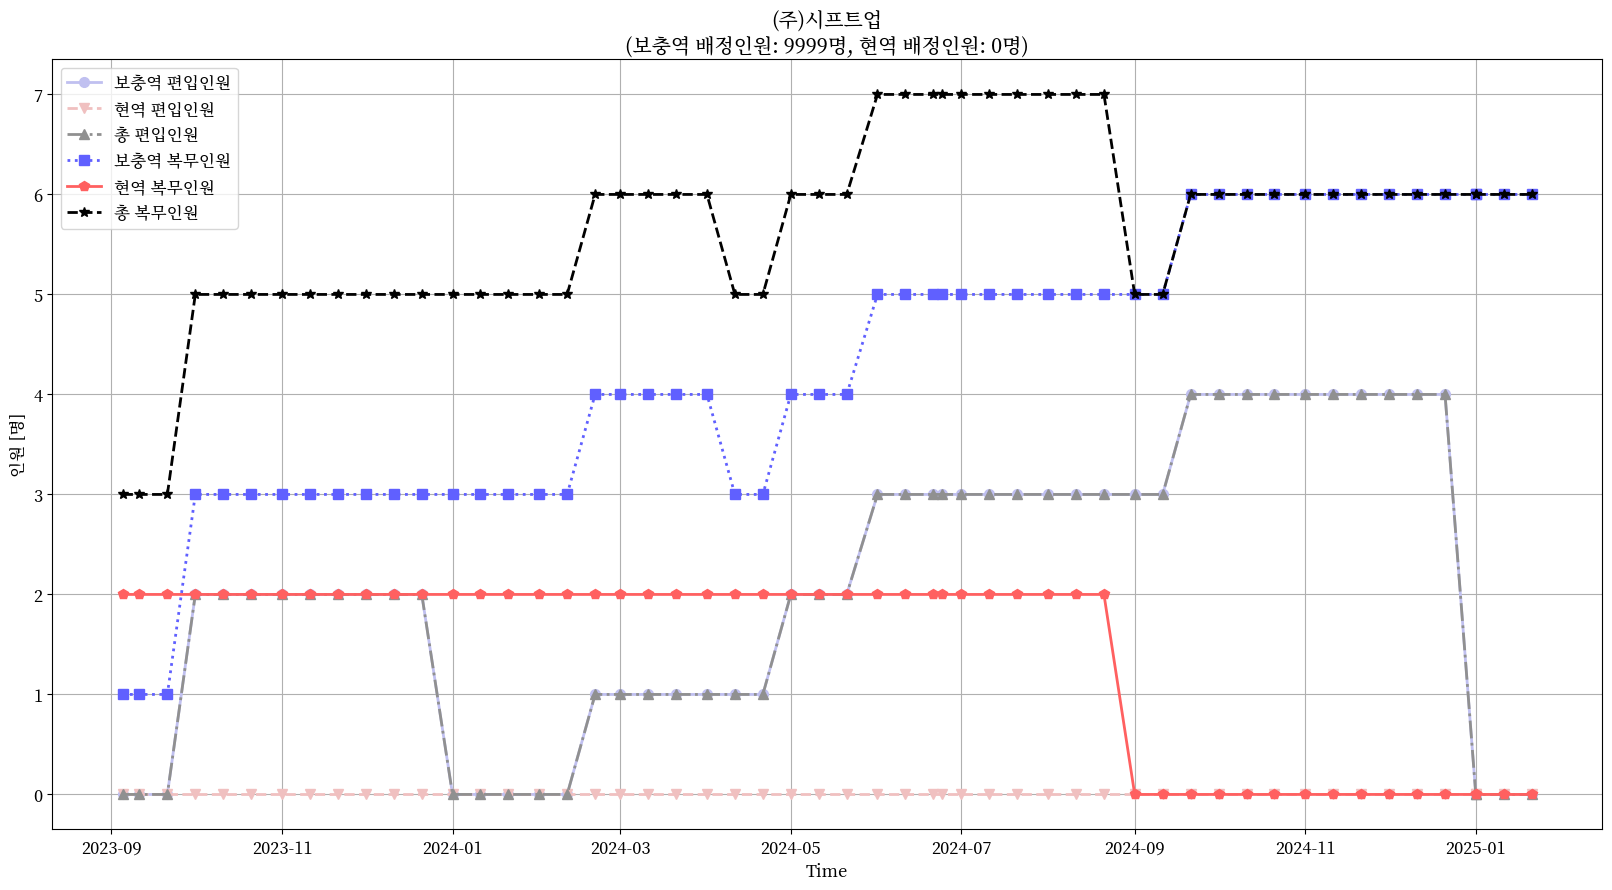 (주)시프트업
(보충역 배정인원: 9999명, 현역 배정인원: 0명)
보충역 편입인원
현역 편입인원
총 편입인원
보충역 복무인원
현역 복무인원
총 복무인원
인원 [명]
7
6
5
4
3
2
1
0
2023-09 2023-11 2024-01 2024-03 2024-05 2024-07 2024-09 2024-11 2025-01
Time